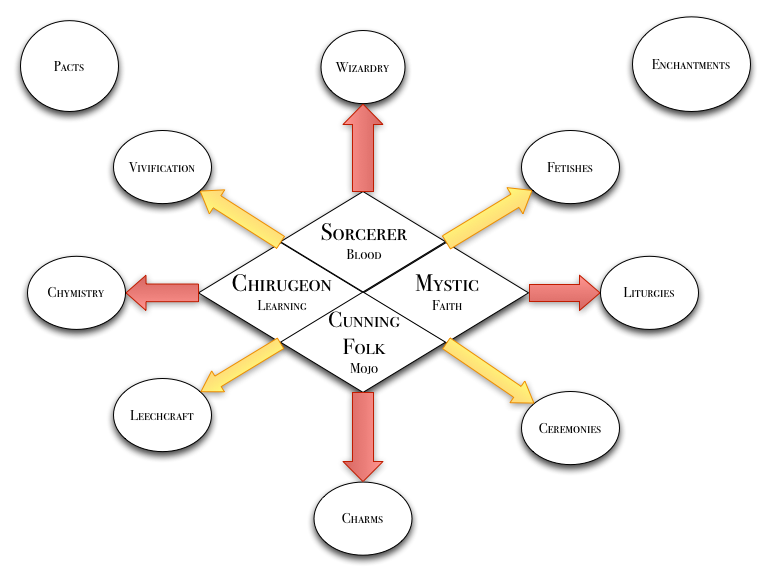 Pacts
Wizardry
Enchantments
Vivification
Fetishes
Sorcerer
Blood
Chirugeon
Learning
Mystic
Faith
Chymistry
Liturgies
Cunning
Folk
Mojo
Leechcraft
Ceremonies
Charms